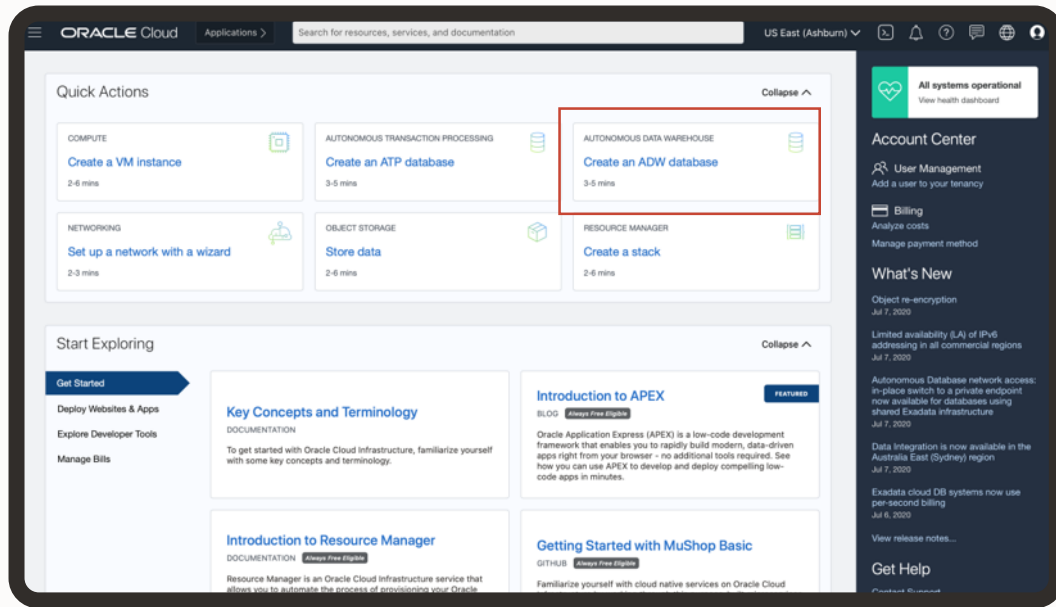 ORACLE Cloud
Applications >
Search for resources, services, and documentation
US East (Ashburn)
Quick Actions
Collapse
COMPUTE
Create a VM instance
2-6 mins
AUTONOMOUS TRANSACTION PROCESSING
Create an ATP database
3-5 mins
AUTONOMOUS DATA WAREHOUSE
Create an ADW database
3-5 mins
NETWORKING
Set up a network with a wizard
2-3 mins
OBJECT STORAGE
Store data
2-6 mins
RESOURCE MANAGER
Create a stack
2-6 mins
Start Exploring
Collapse
Get Started
Deploy Websites & Apps
Explore Developer Tools
Manage Bills
Key Concepts and Terminology
DOCUMENTATION
To get started with Oracle Cloud Infrastructure, familiarize yourself
with some key concepts and terminology.
FEATURED
Introduction to APEX
BLOG Always Free Eligible
Oracle Application Express (APEX) is a low-code development
framework that enables you to rapidly build modern, data-driven
apps right from your browser - no additional tools required. See
how you can use APEX to develop and deploy compelling low-
code apps in minutes.
Introduction to Resource Manager
DOCUMENTATION Always Free Eligible
Resource Manager is an Oracle Cloud Infrastructure service that
allows you to automate the process of provisioning your Oracle
Getting Started with MuShop Basic
GITHUB Always Free Eligible
Familiarize yourself with cloud native services on Oracle Cloud
All systems operational
View health dashboard
Account Center
User Management
Add a user to your tenancy
Billing
Analyze costs
Manage payment method
What's New
Object re-encryption
Jul 7, 2020
Limited availability (LA) of IPv6
addressing in all commercial regions
Jul 7, 2020
Autonomous Database network access:
in-place switch to a private endpoint
now available for databases using
shared Exadata infrastructure
Jul 7, 2020
Data Integration is now available in the
Australia East (Sydney) region
Jul 7, 2020
Exadata cloud DB systems now use
per-second billing
Jul 6, 2020
View release notes...
Get Help
Contact Support